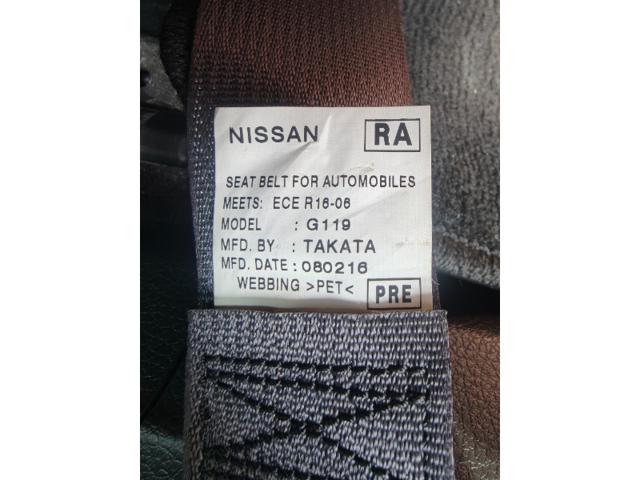 NISSAN RA
SEAT BELT FOR AUTOMOBILES
MEETS: ECE R16-06
MODEL : G119
MFD. BY : TAKATA
MFD. DATE : 080216
WEBBING >PET< PRE